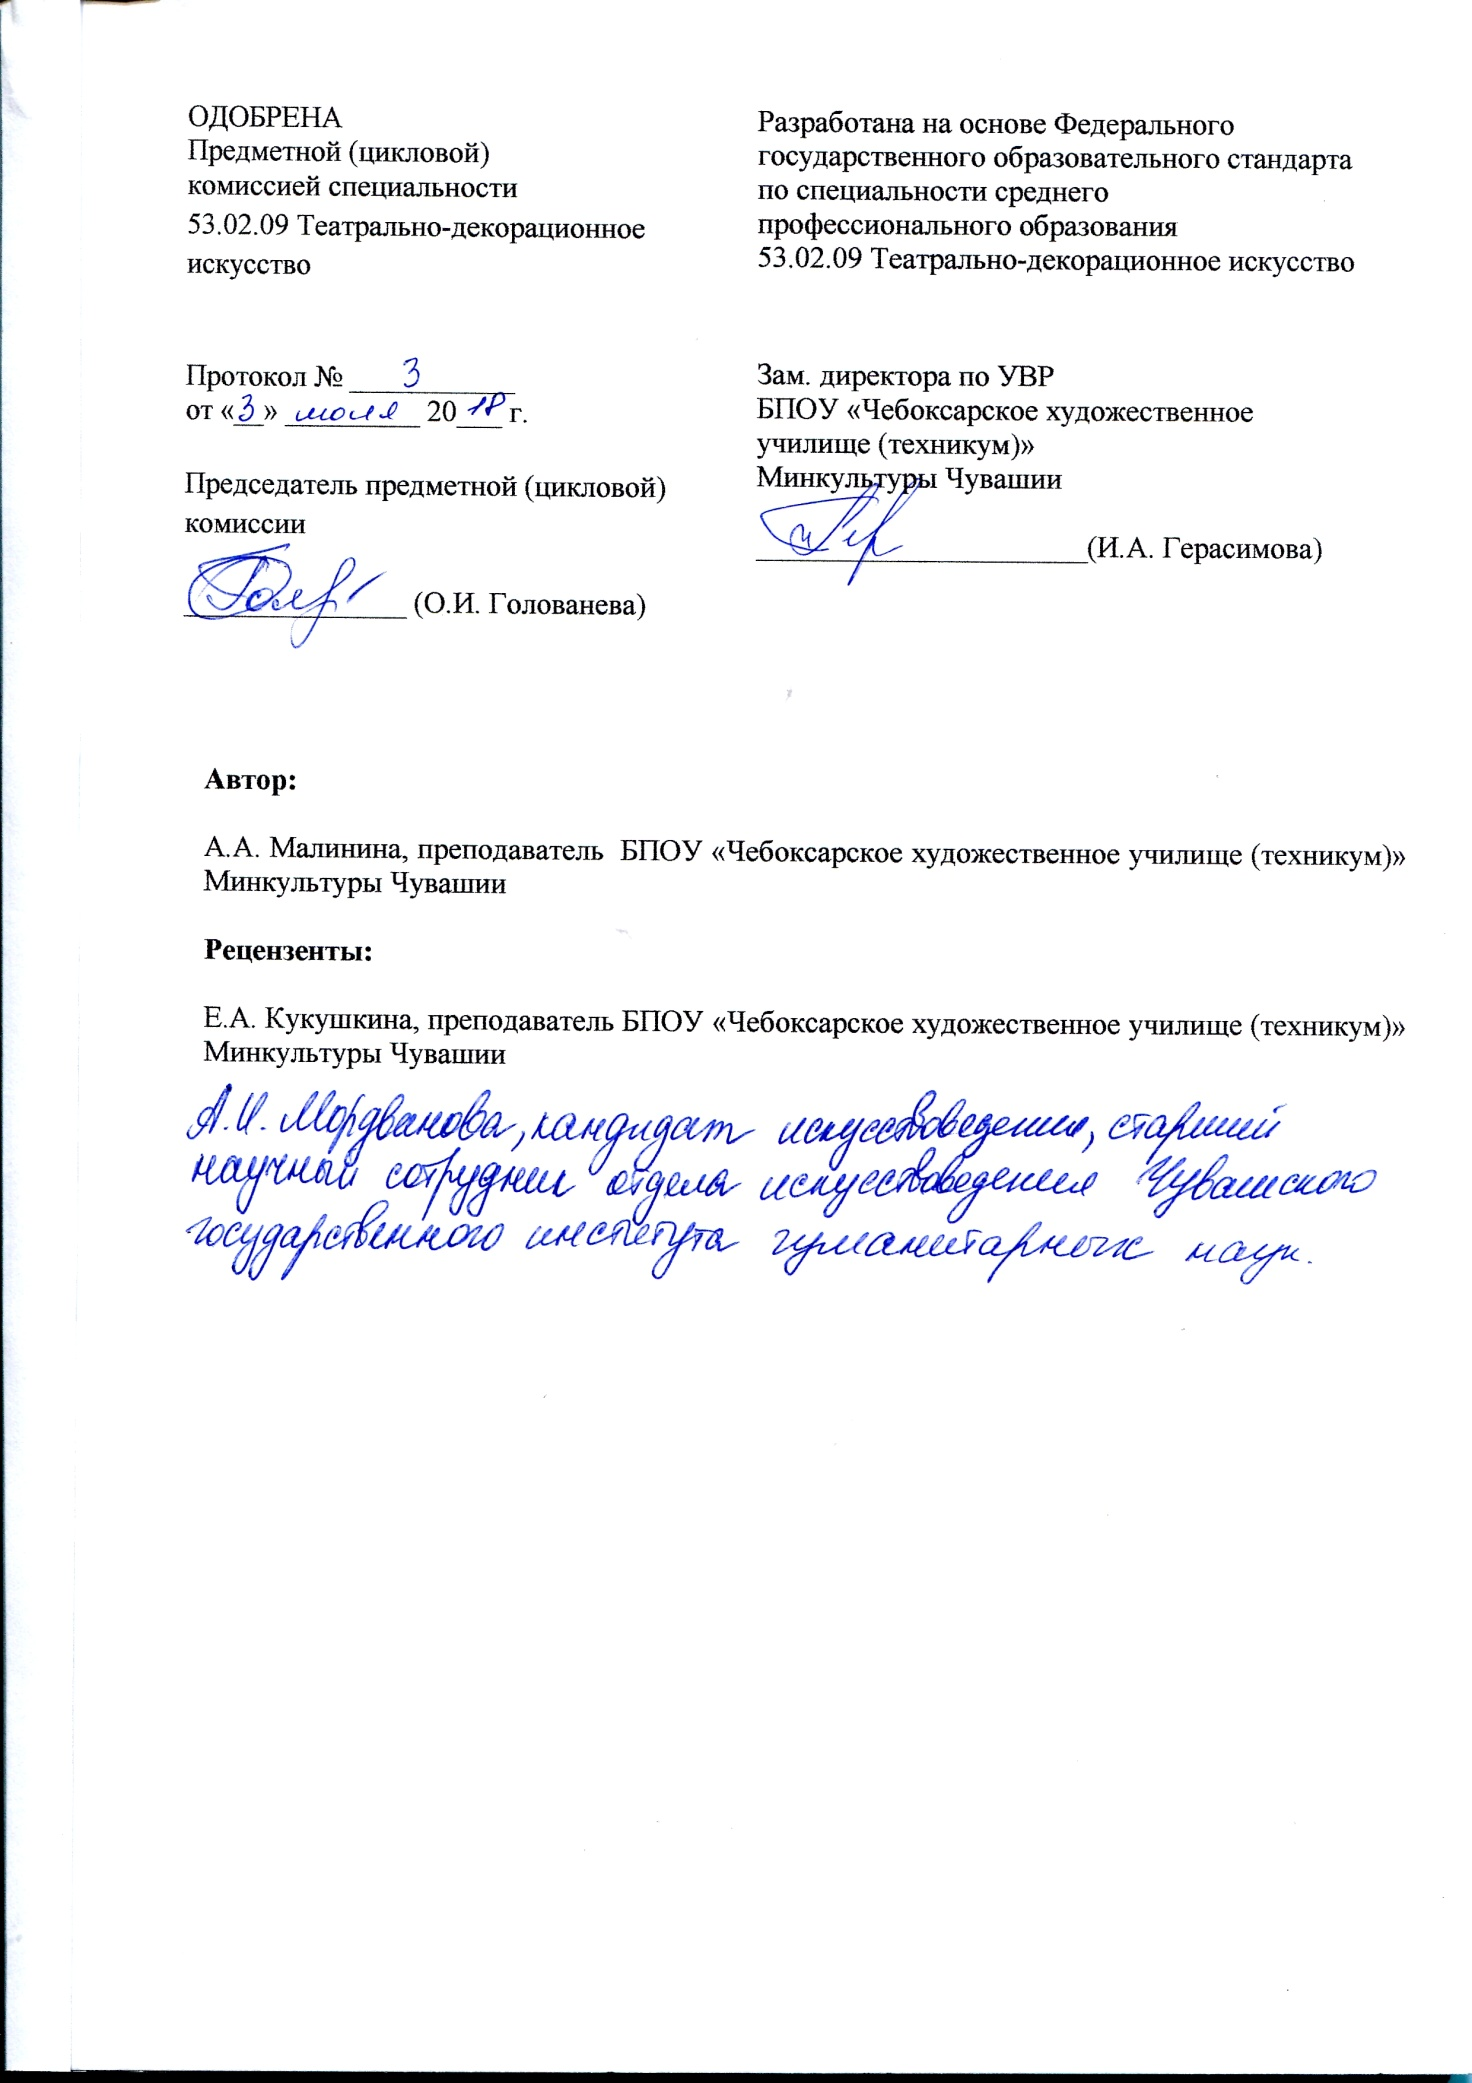 ОДОБРЕНА
Предметной (цикловой)
комиссией специальности
53.02.09 Театрально-декорационное
искусство
Протокол № 3
от «3» июля 2018 г.
Председатель предметной (цикловой)
комиссии
(О.И. Голованева)
Разработана на основе Федерального
государственного образовательного стандарта
по специальности среднего
профессионального образования
53.02.09 Театрально-декорационное искусство
Зам. директора по УВР
БПОУ «Чебоксарское художественное
училище (техникум)»
Минкультуры Чувашии
(И.А. Герасимова)
Автор:
А.А. Малинина, преподаватель БПОУ «Чебоксарское художественное училище (техникум)»
Минкультуры Чувашии
Рецензенты:
Е.А. Кукушкина, преподаватель БПОУ «Чебоксарское художественное училище (техникум)»
Минкультуры Чувашии
А.И. Мордванова, кандидат искусствоведения, старший
научный сотрудник отдела искусствоведения Чувашского
государственного института гуманитарных наук.